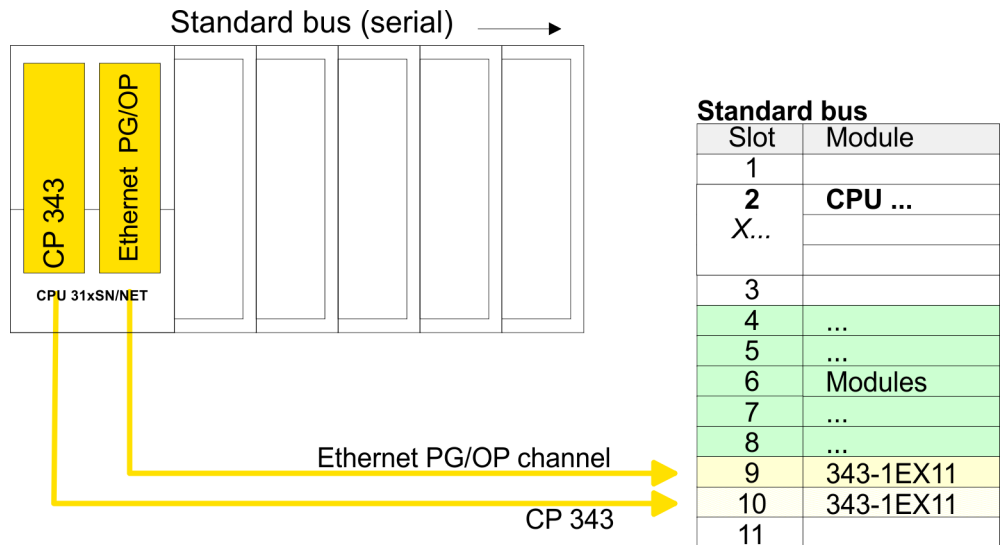 Standard bus (serial)
CP 343
Ethernet PG/OP
CPU 31xSN/NET
Ethernet PG/OP channel
CP 343
Standard bus
Slot Module
1
2 CPU ...
X...
3
4 ...
5 ...
6 Modules
7 ...
8 ...
9 343-1EX11
10 343-1EX11
11